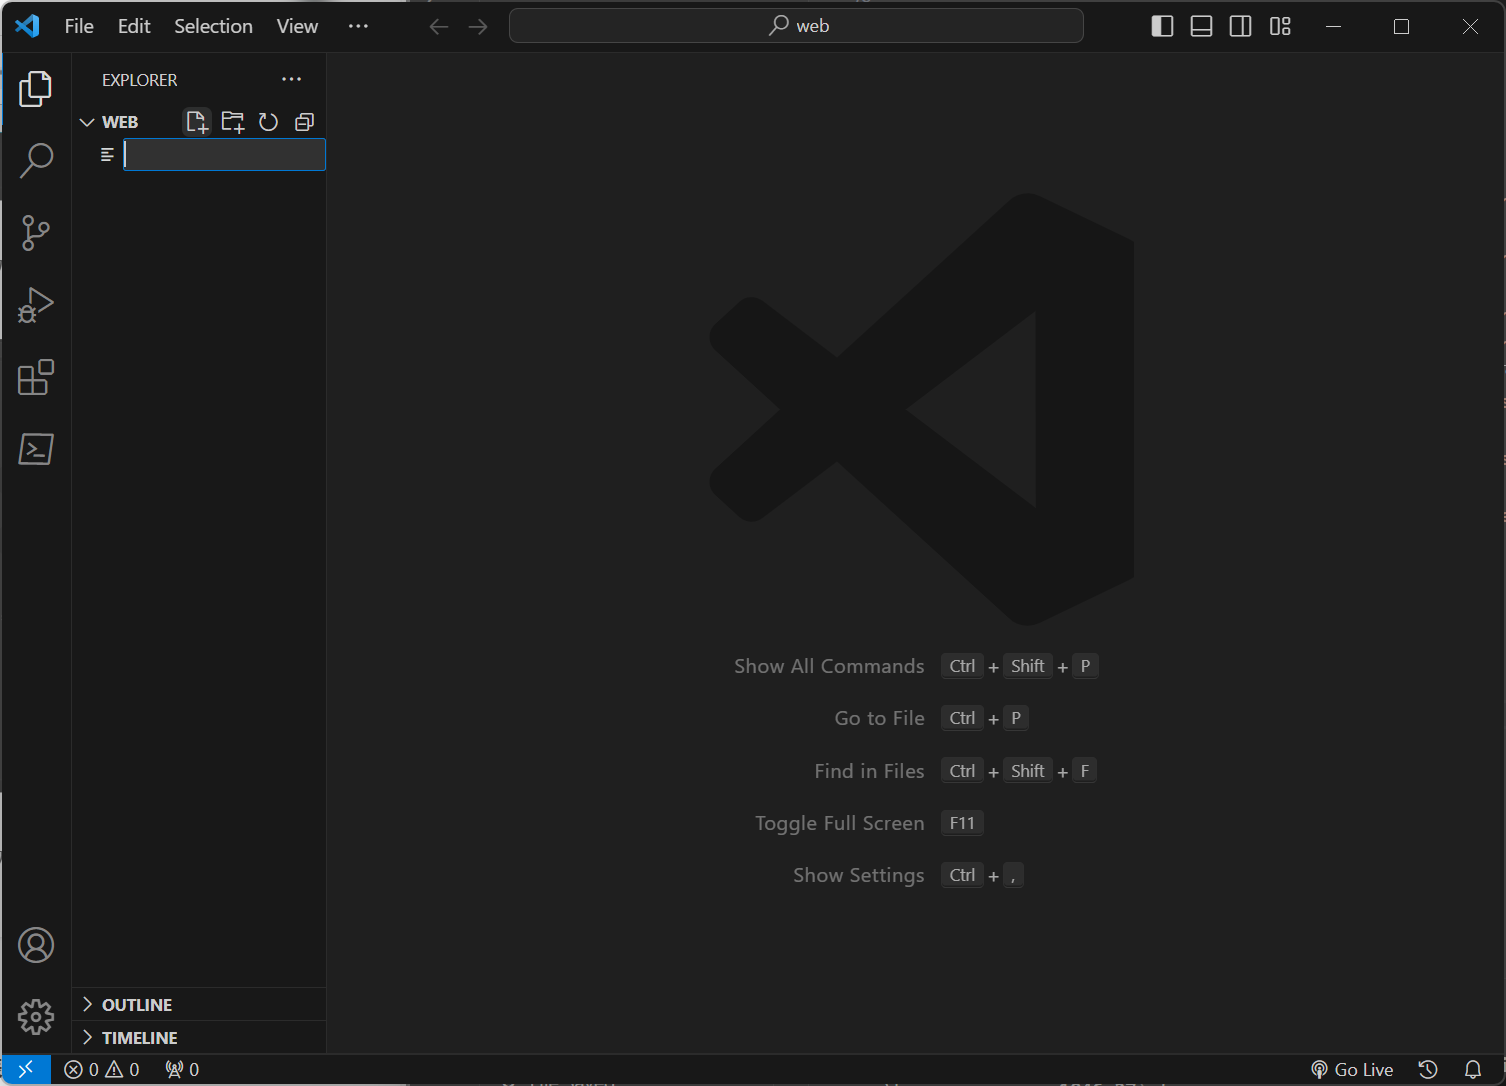 File Edit Selection View ··· web
EXPLORER ···
WEB
Show All Commands Ctrl + Shift + P
Go to File Ctrl + P
Find in Files Ctrl + Shift + F
Toggle Full Screen F11
Show Settings Ctrl + ,
OUTLINE
TIMELINE
0 0 0 Go Live